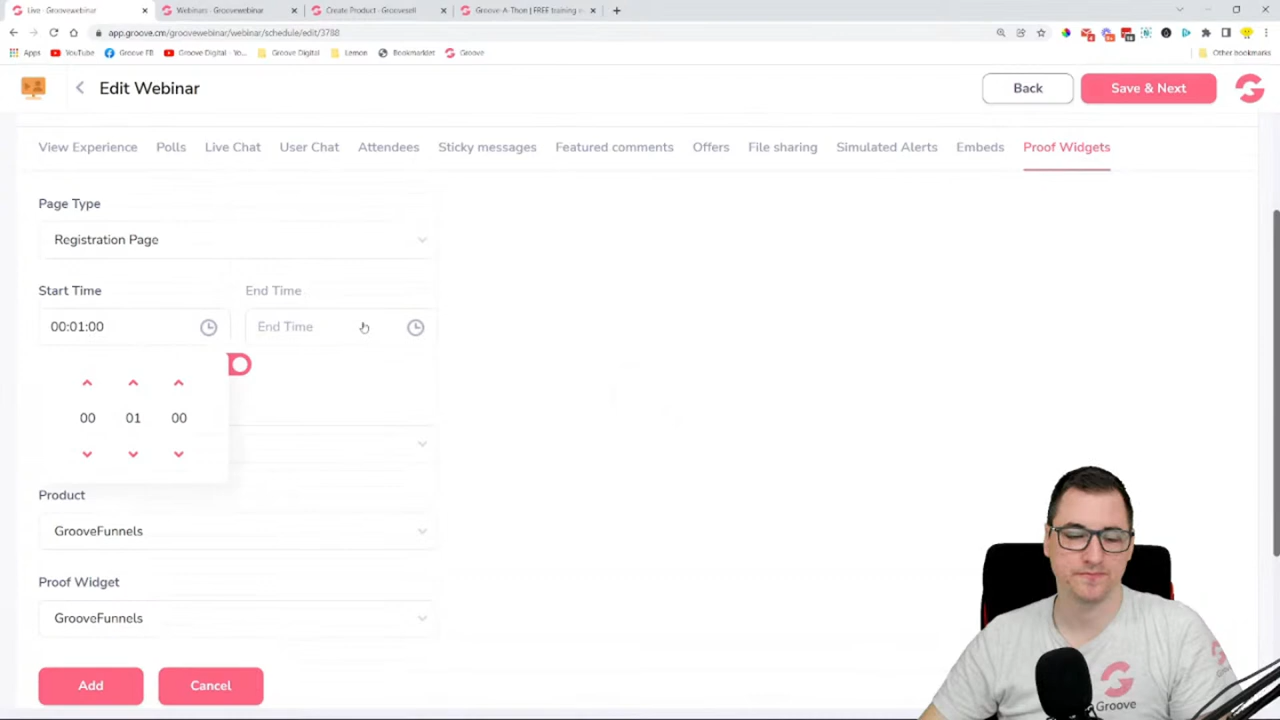 Live - Groovewebinar
Webinars - Groovewebinar
Create Product - Groovesell
Groove-A-Thon | FREE training
app.groove.cm/groovewebinar/webinar/schedule/edit/3788
Apps YouTube Groove FB Groove Digital - Yo... Groove Digital Lemon Bookmarklet Groove Other bookmarks
Edit Webinar Back Save & Next
View Experience Polls Live Chat User Chat Attendees Sticky messages Featured comments Offers File sharing Simulated Alerts Embeds Proof Widgets
Page Type
Registration Page
Start Time End Time
00:01:00 End Time
00 01 00
Product
GrooveFunnels
Proof Widget
GrooveFunnels
Add Cancel
Groove